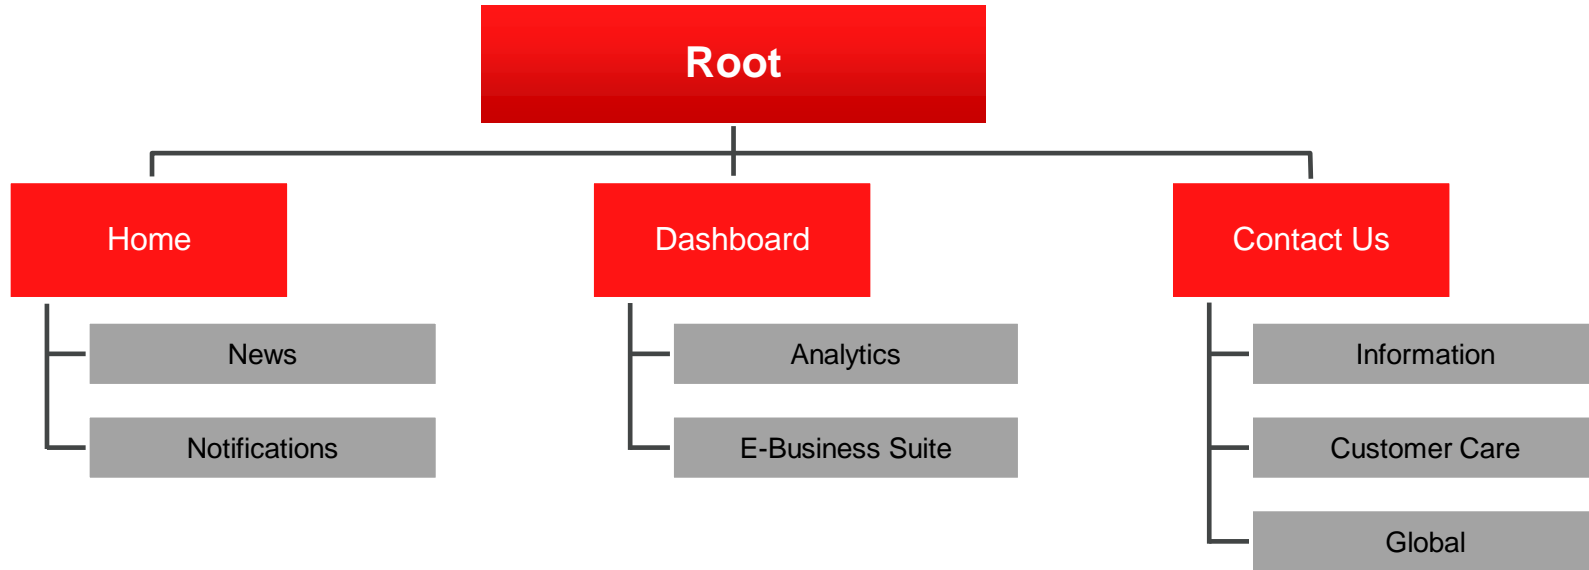 Root
Home
Dashboard
Contact Us
News
Analytics
Information
Notifications
E-Business Suite
Customer Care
Global